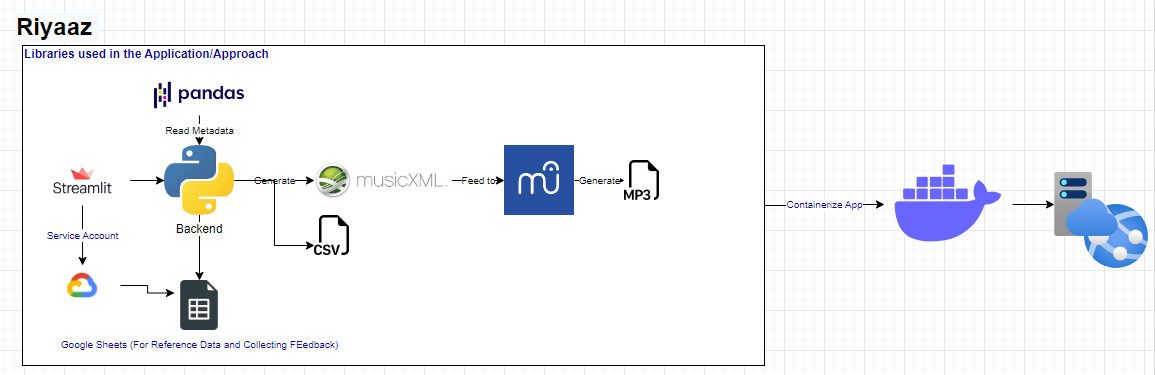 Riyaaz
Libraries used in the Application/Approach
pandas
Read Metadata
Streamlit
Generate
musicXML
Feed to
mu
Generate
MP3
Containerize App
Backend
CSV
Service Account
Google Sheets (For Reference Data and Collecting FEedback)